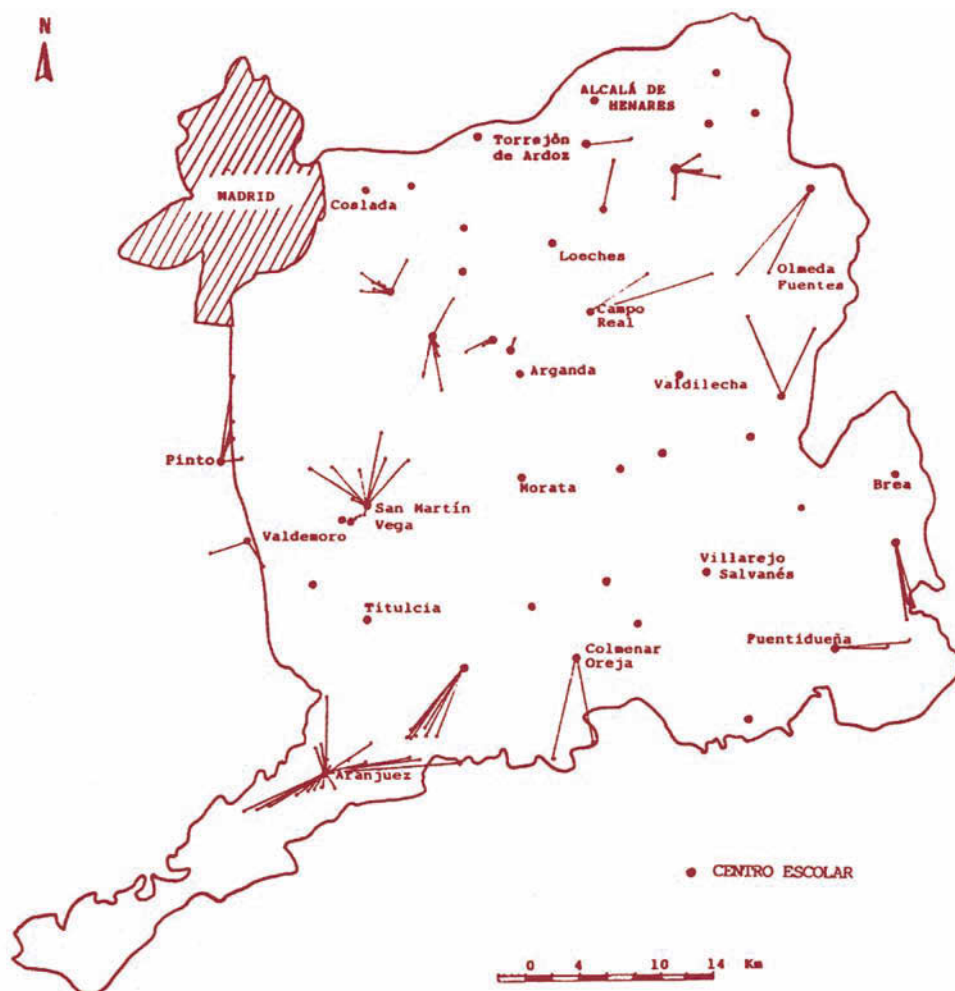 N
ALCALÁ DE
HENARES
Torrejón
de Ardoz
MADRID
Coslada
Loeches
Olmeda
Fuentes
Campo
Real
Arganda
Valdilecha
Pinto
Morata
Brea
San Martín
Vega
Valdemoro
Villarejo
Salvanés
Titulcia
Fuentidueña
Colmenar
Oreja
Aranjuez
CENTRO ESCOLAR
0 4 10 14 Km